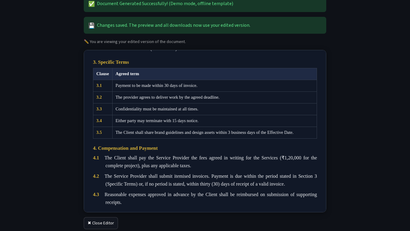 Document Generated Successfully! (Demo mode, offline template)
Changes saved. The preview and all downloads now use your edited version.
You are viewing your edited version of the document.
3. Specific Terms
Clause Agreed term
3.1 Payment to be made within 30 days of invoice.
3.2 The provider agrees to deliver work by the agreed deadline.
3.3 Confidentiality must be maintained at all times.
3.4 Either party may terminate with 15 days notice.
3.5 The Client shall share brand guidelines and design assets within 3 business days of the Effective Date.
4. Compensation and Payment
4.1 The Client shall pay the Service Provider the fees agreed in writing for the Services (₹1,20,000 for the
complete project), plus any applicable taxes.
4.2 The Service Provider shall submit itemised invoices. Payment is due within the period stated in Section 3
(Specific Terms) or, if no period is stated, within thirty (30) days of receipt of a valid invoice.
4.3 Reasonable expenses approved in advance by the Client shall be reimbursed on submission of supporting
receipts.
✖ Close Editor